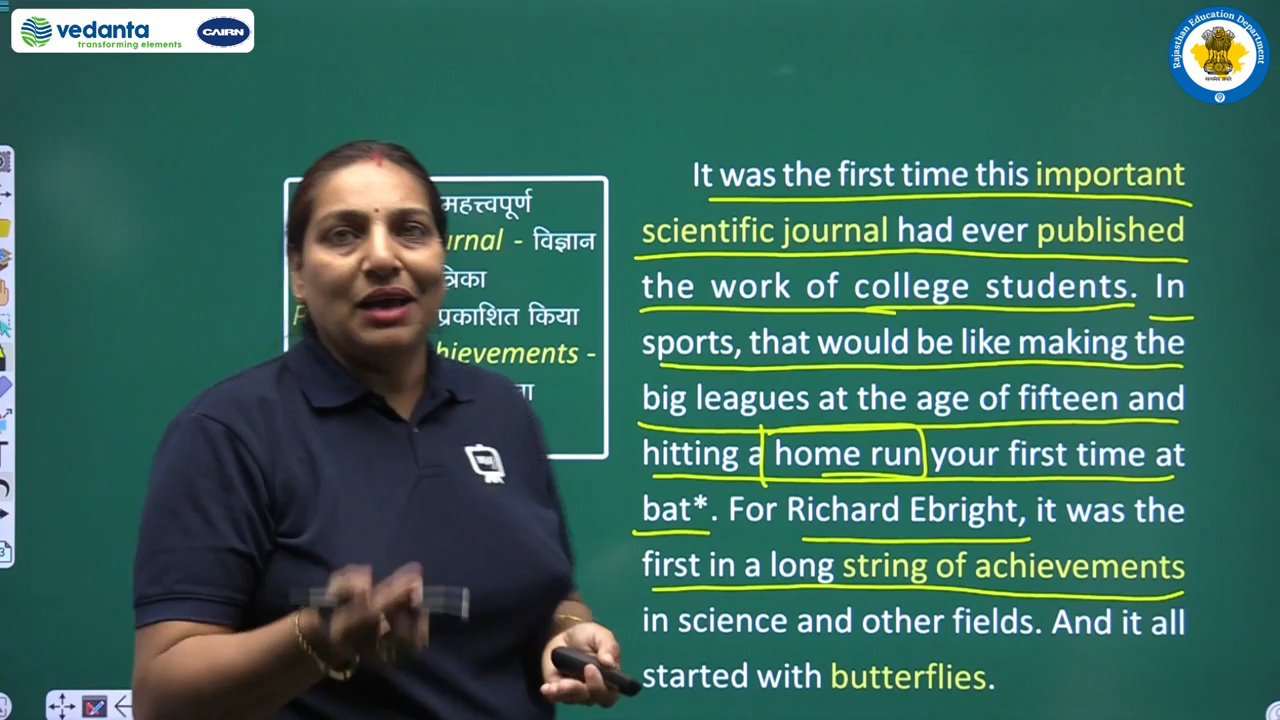 vedanta
transforming elements
CAIRN
Rajasthan Education Department
महत्त्वपूर्ण
- विज्ञान
प्रकाशित किया
-
It was the first time this important
scientific journal had ever published
the work of college students. In
sports, that would be like making the
big leagues at the age of fifteen and
hitting a home run your first time at
bat*. For Richard Ebright, it was the
first in a long string of achievements
in science and other fields. And it all
started with butterflies.